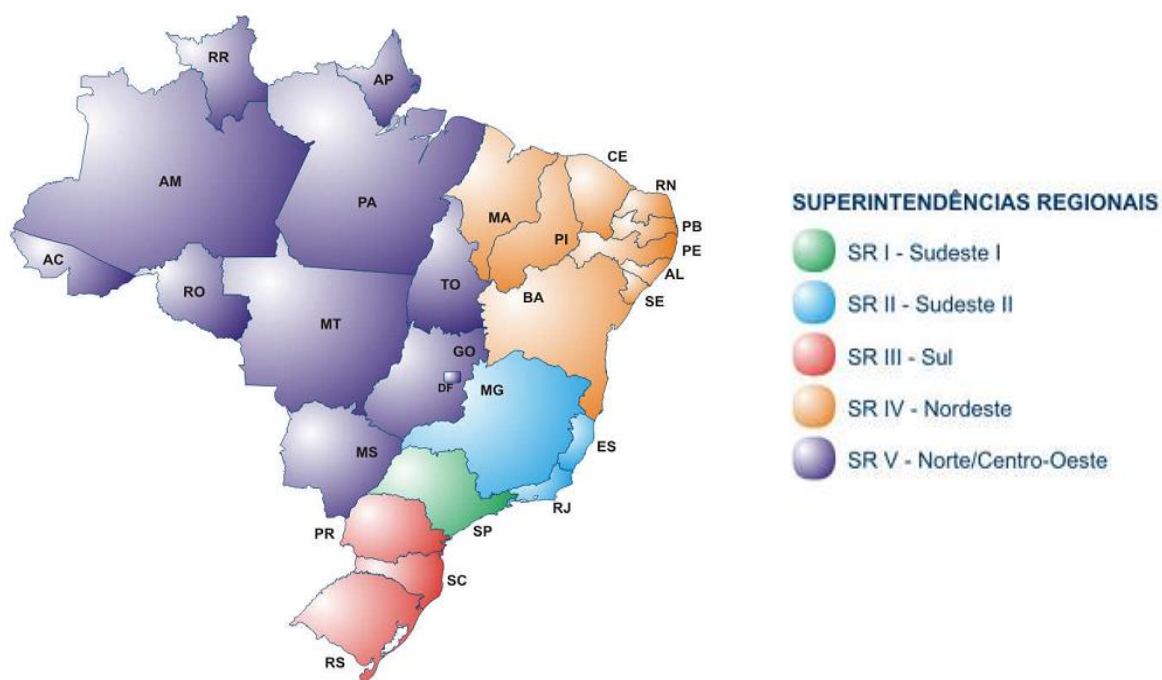 RR
AP
AM
PA
MA
CE
RN
PB
PE
AL
SE
PI
BA
AC
RO
TO
MT
GO
DF
MG
ES
MS
RJ
SP
PR
SC
RS
SUPERINTENDÊNCIAS REGIONAIS
SR I - Sudeste I
SR II - Sudeste II
SR III - Sul
SR IV - Nordeste
SR V - Norte/Centro-Oeste